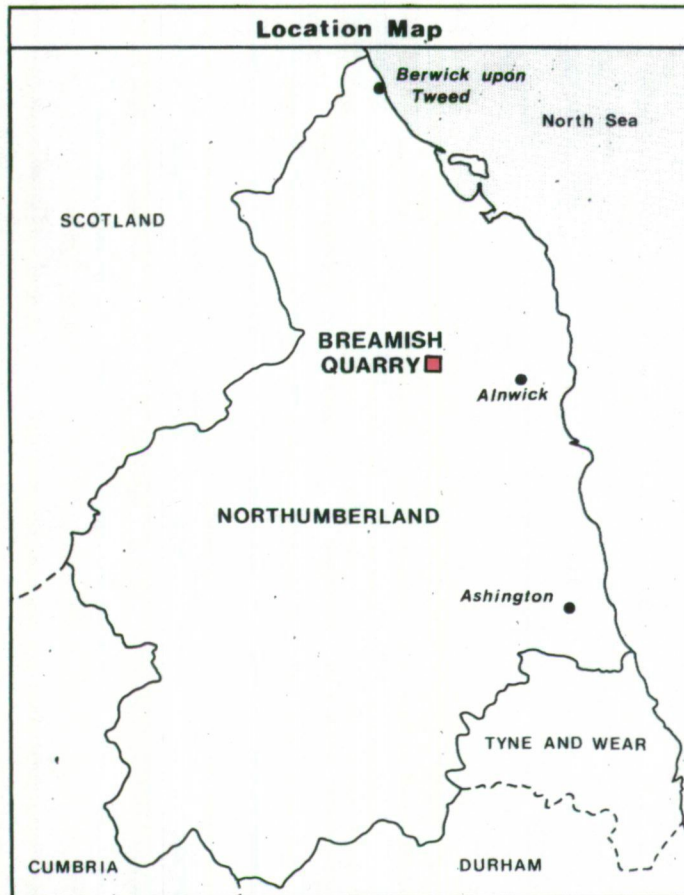 Location Map
Berwick upon
Tweed
North Sea
SCOTLAND
BREAMISH
QUARRY
Alnwick
NORTHUMBERLAND
Ashington
TYNE AND WEAR
CUMBRIA
DURHAM